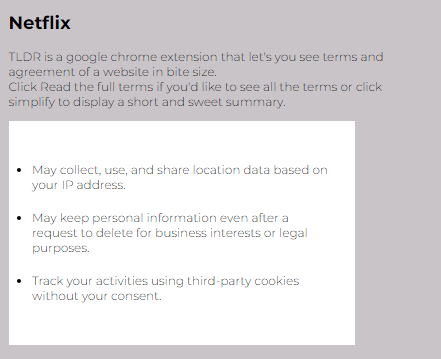 Netflix
TLDR is a google chrome extension that let's you see terms and
agreement of a website in bite size.
Click Read the full terms if you'd like to see all the terms or click
simplify to display a short and sweet summary.
• May collect, use, and share location data based on
your IP address.
• May keep personal information even after a
request to delete for business interests or legal
purposes.
• Track your activities using third-party cookies
without your consent.